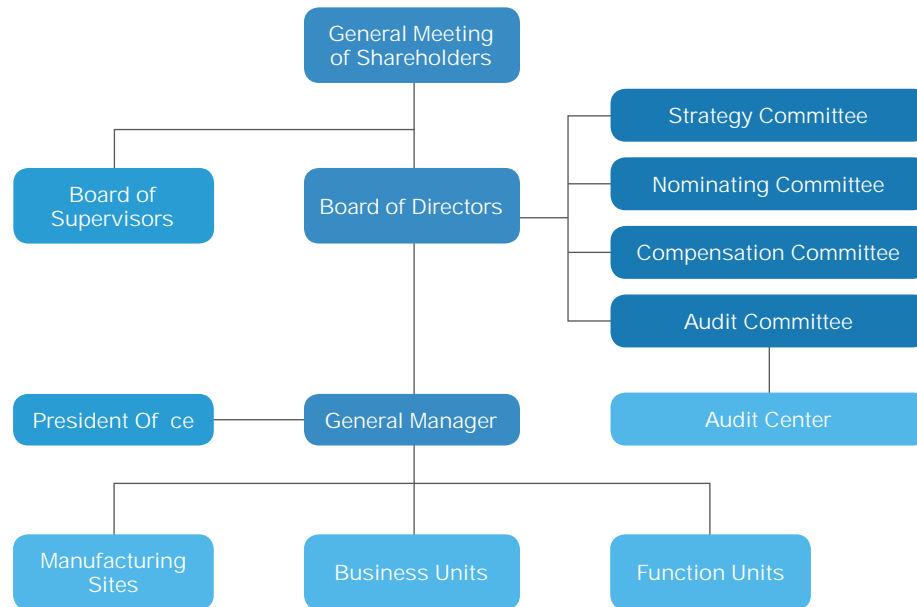 General Meeting
of Shareholders
Strategy Committee
Nominating Committee
Board of
Supervisors
Board of Directors
Compensation Committee
Audit Committee
President Of ce
General Manager
Audit Center
Manufacturing
Sites
Business Units
Function Units